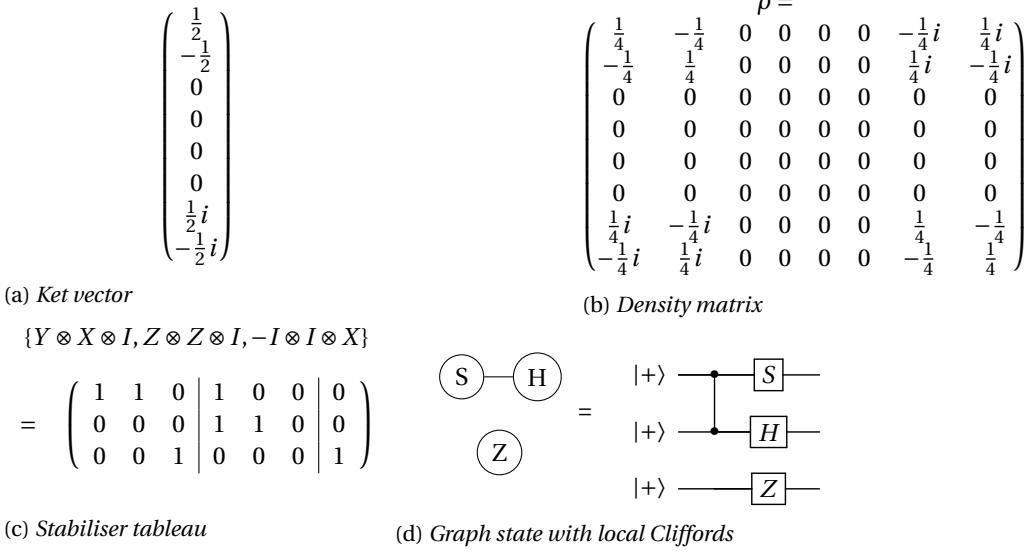 1/2
-1/2
0
0
0
0
1/2 i
-1/2 i
(a) Ket vector
ρ =
1/4 -1/4 0 0 0 0 -1/4 i 1/4 i
-1/4 1/4 0 0 0 0 1/4 i -1/4 i
0 0 0 0 0 0 0 0
0 0 0 0 0 0 0 0
0 0 0 0 0 0 0 0
0 0 0 0 0 0 0 0
1/4 i -1/4 i 0 0 0 0 1/4 -1/4
-1/4 i 1/4 i 0 0 0 0 -1/4 1/4
(b) Density matrix
{Y ⊗ X ⊗ I, Z ⊗ Z ⊗ I, −I ⊗ I ⊗ X}
=
1 1 0 | 1 0 0 | 0
0 0 0 | 1 1 0 | 0
0 0 1 | 0 0 0 | 1
(c) Stabiliser tableau
S H
Z
=
|+⟩ S
|+⟩ H
|+⟩ Z
(d) Graph state with local Cliffords